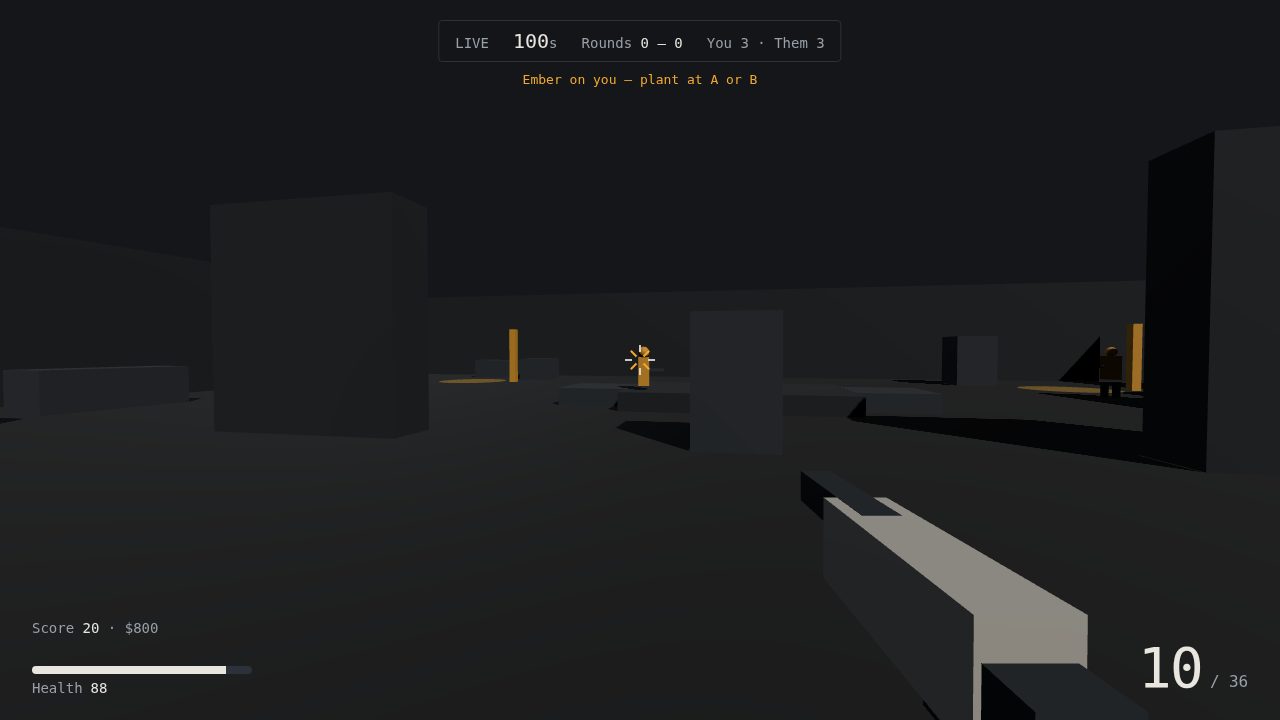 LIVE 100s Rounds 0 — 0 You 3 · Them 3
Ember on you — plant at A or B
Score 20 · $800
Health 88
10 / 36